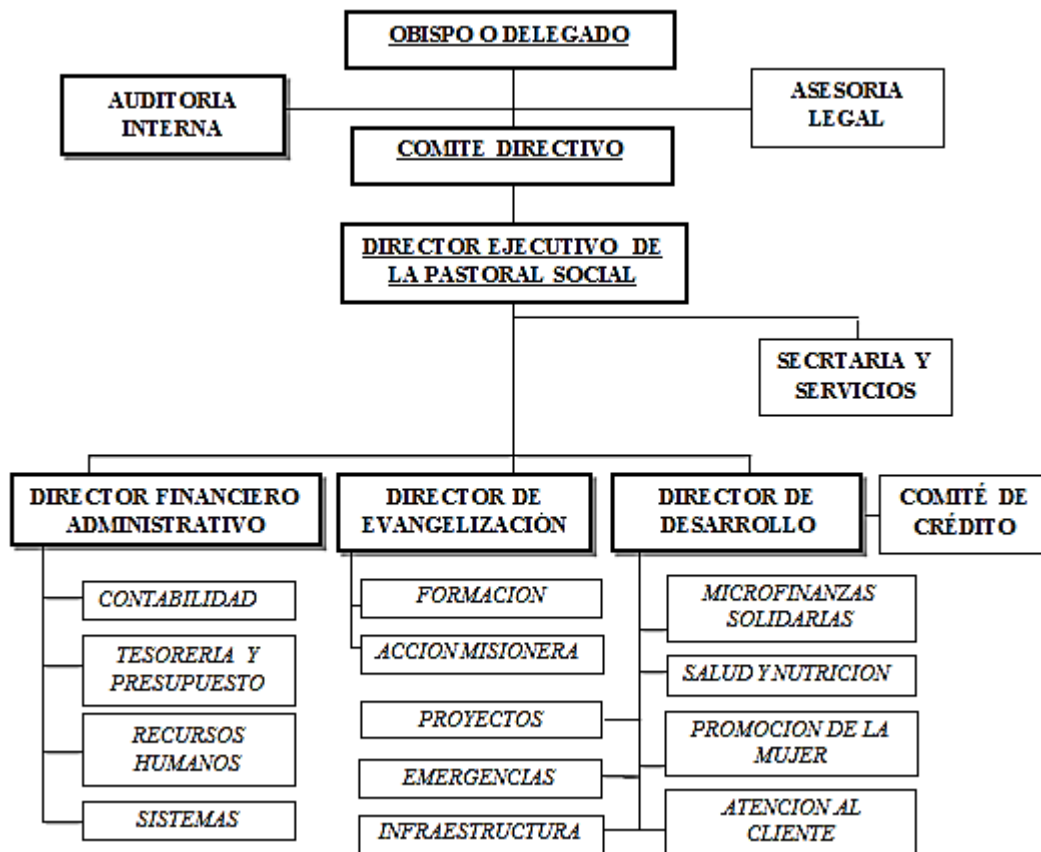 OBISPO O DELEGADO
AUDITORIA
INTERNA
ASESORIA
LEGAL
COMITE DIRECTIVO
DIRECTOR EJECUTIVO DE
LA PASTORAL SOCIAL
SECRTARIA Y
SERVICIOS
DIRECTOR FINANCIERO
ADMINISTRATIVO
DIRECTOR DE
EVANGELIZACIÓN
DIRECTOR DE
DESARROLLO
COMITÉ DE
CRÉDITO
CONTABILIDAD
TESORERIA Y
PRESUPUESTO
RECURSOS
HUMANOS
SISTEMAS
FORMACION
ACCION MISIONERA
PROYECTOS
EMERGENCIAS
INFRAESTRUCTURA
MICROFINANZAS
SOLIDARIAS
SALUD Y NUTRICION
PROMOCION DE LA
MUJER
ATENCION AL
CLIENTE